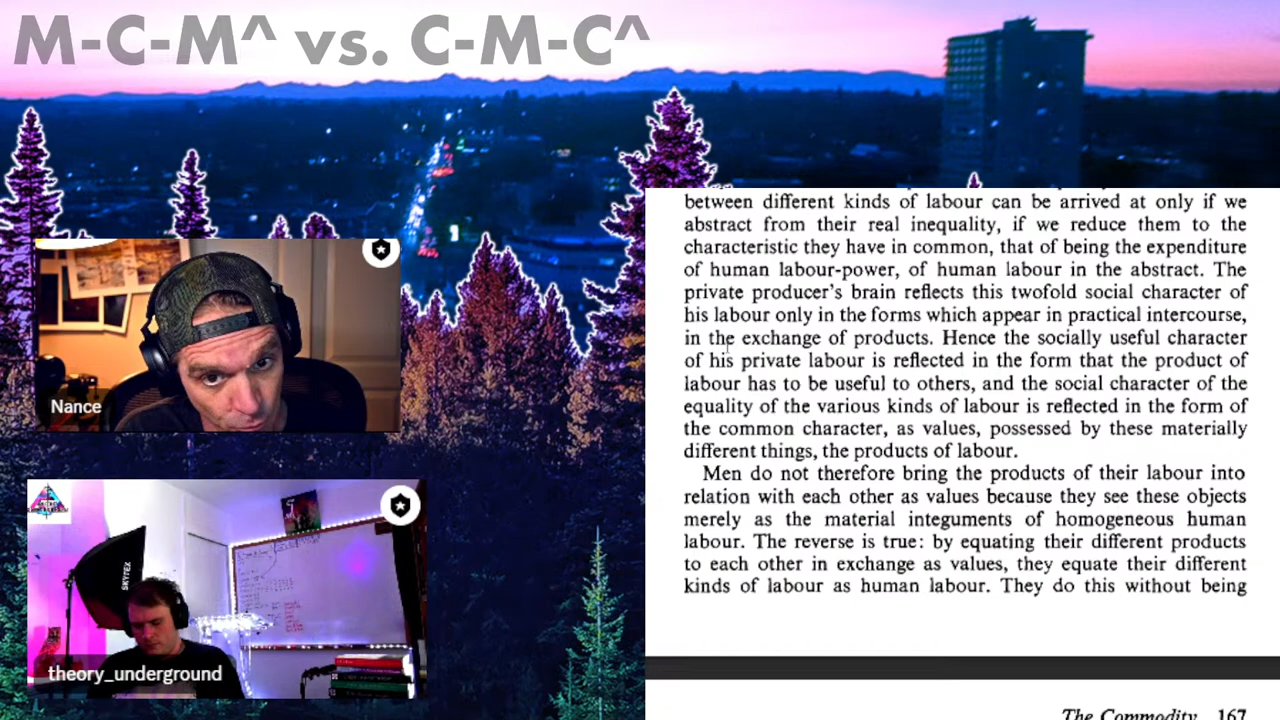 M-C-M^ vs. C-M-C^
Nance
SKYTEX
theory_underground
between different kinds of labour can be arrived at only if we
abstract from their real inequality, if we reduce them to the
characteristic they have in common, that of being the expenditure
of human labour-power, of human labour in the abstract. The
private producer's brain reflects this twofold social character of
his labour only in the forms which appear in practical intercourse,
in the exchange of products. Hence the socially useful character
of his private labour is reflected in the form that the product of
labour has to be useful to others, and the social character of the
equality of the various kinds of labour is reflected in the form of
the common character, as values, possessed by these materially
different things, the products of labour.
Men do not therefore bring the products of their labour into
relation with each other as values because they see these objects
merely as the material integuments of homogeneous human
labour. The reverse is true: by equating their different products
to each other in exchange as values, they equate their different
kinds of labour as human labour. They do this without being
The Commodity 167